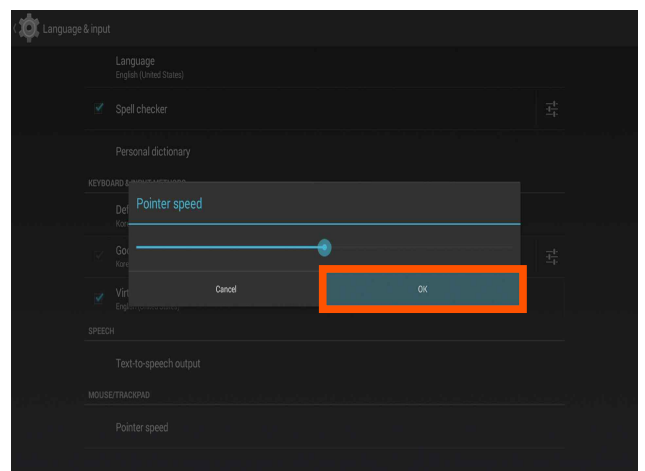 Language & input
Language
English (United States)
Spell checker
Personal dictionary
KEYBOARD &
Pointer speed
Cancel
OK
SPEECH
Text-to-speech output
MOUSE/TRACKPAD
Pointer speed